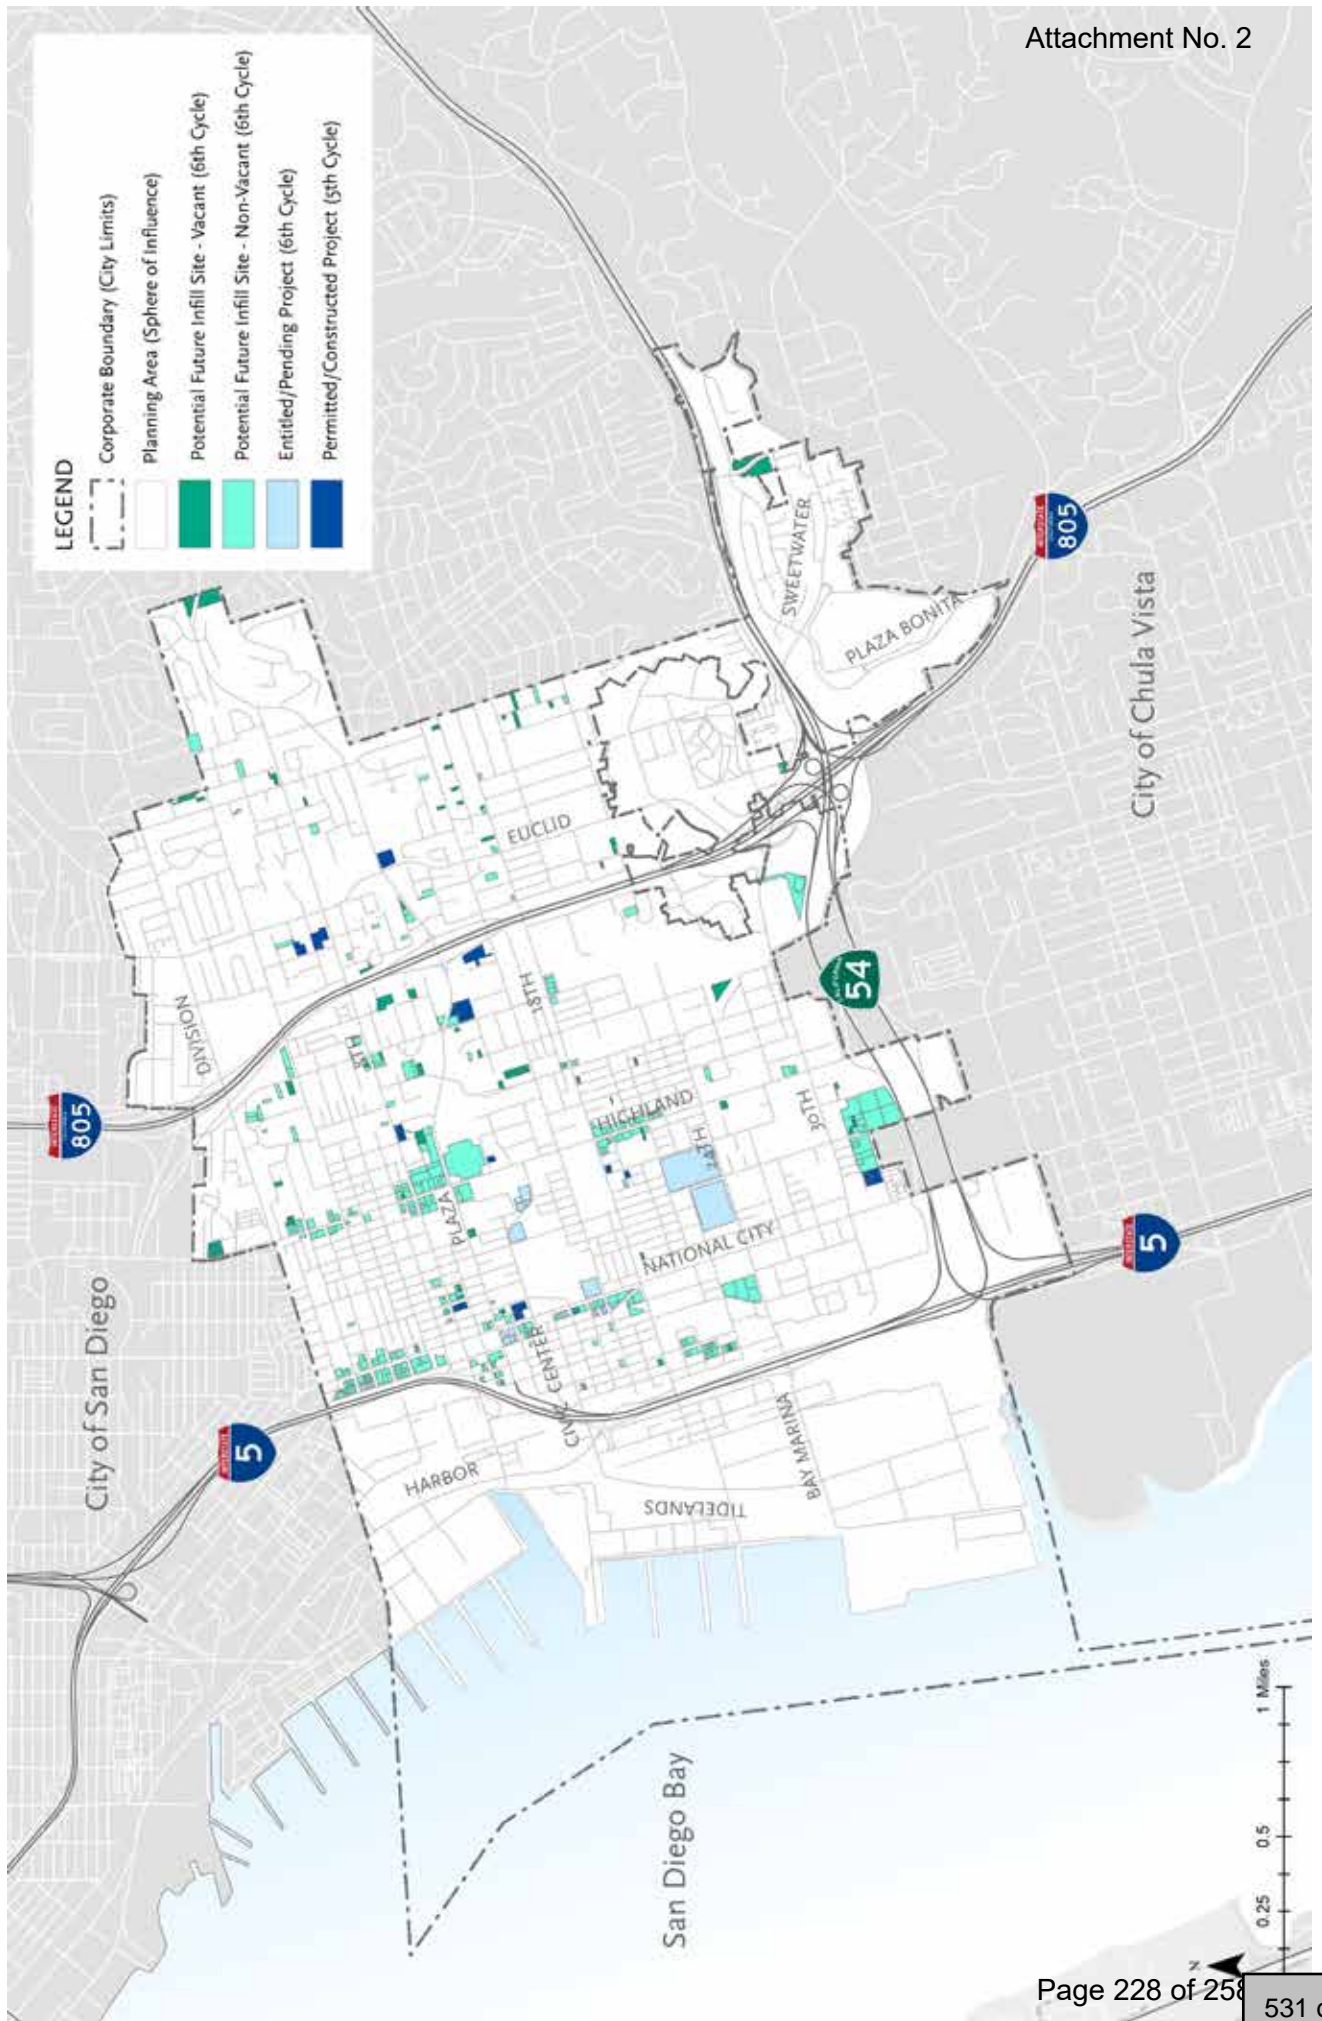 Attachment No. 2
LEGEND
Corporate Boundary (City Limits)
Planning Area (Sphere of Influence)
Potential Future Infill Site - Vacant (6th Cycle)
Potential Future Infill Site - Non-Vacant (6th Cycle)
Entitled/Pending Project (6th Cycle)
Permitted/Constructed Project (5th Cycle)
City of San Diego
City of Chula Vista
San Diego Bay
805
805
5
5
54
DIVISION
8TH
18TH
EUCLID
PLAZA
HIGHLAND
24TH
30TH
NATIONAL CITY
CIVIC CENTER
HARBOR
TIDELANDS
BAY MARINA
SWEETWATER
PLAZA BONITA
N
0.25
0.5
1 Miles
Page 228 of 258
531